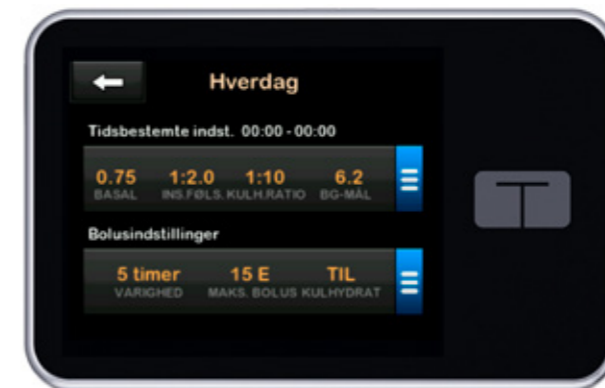 Hverdag
Tidsbestemte indst. 00:00 - 00:00
0.75 1:2.0 1:10 6.2
BASAL INS.FØLS. KULH.RATIO BG-MÅL
Bolusindstillinger
5 timer 15 E TIL
VARIGHED MAKS. BOLUS KULHYDRAT